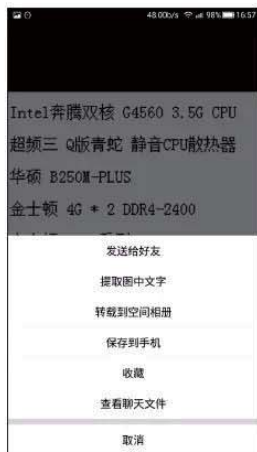 48.00b/s 98% 16:57
Intel奔腾双核 G4560 3.5G CPU
超频三 Q版青蛇 静音CPU散热器
华硕 B250M-PLUS
金士顿 4G * 2 DDR4-2400
发送给好友
提取图中文字
转载到空间相册
保存到手机
收藏
查看聊天文件
取消